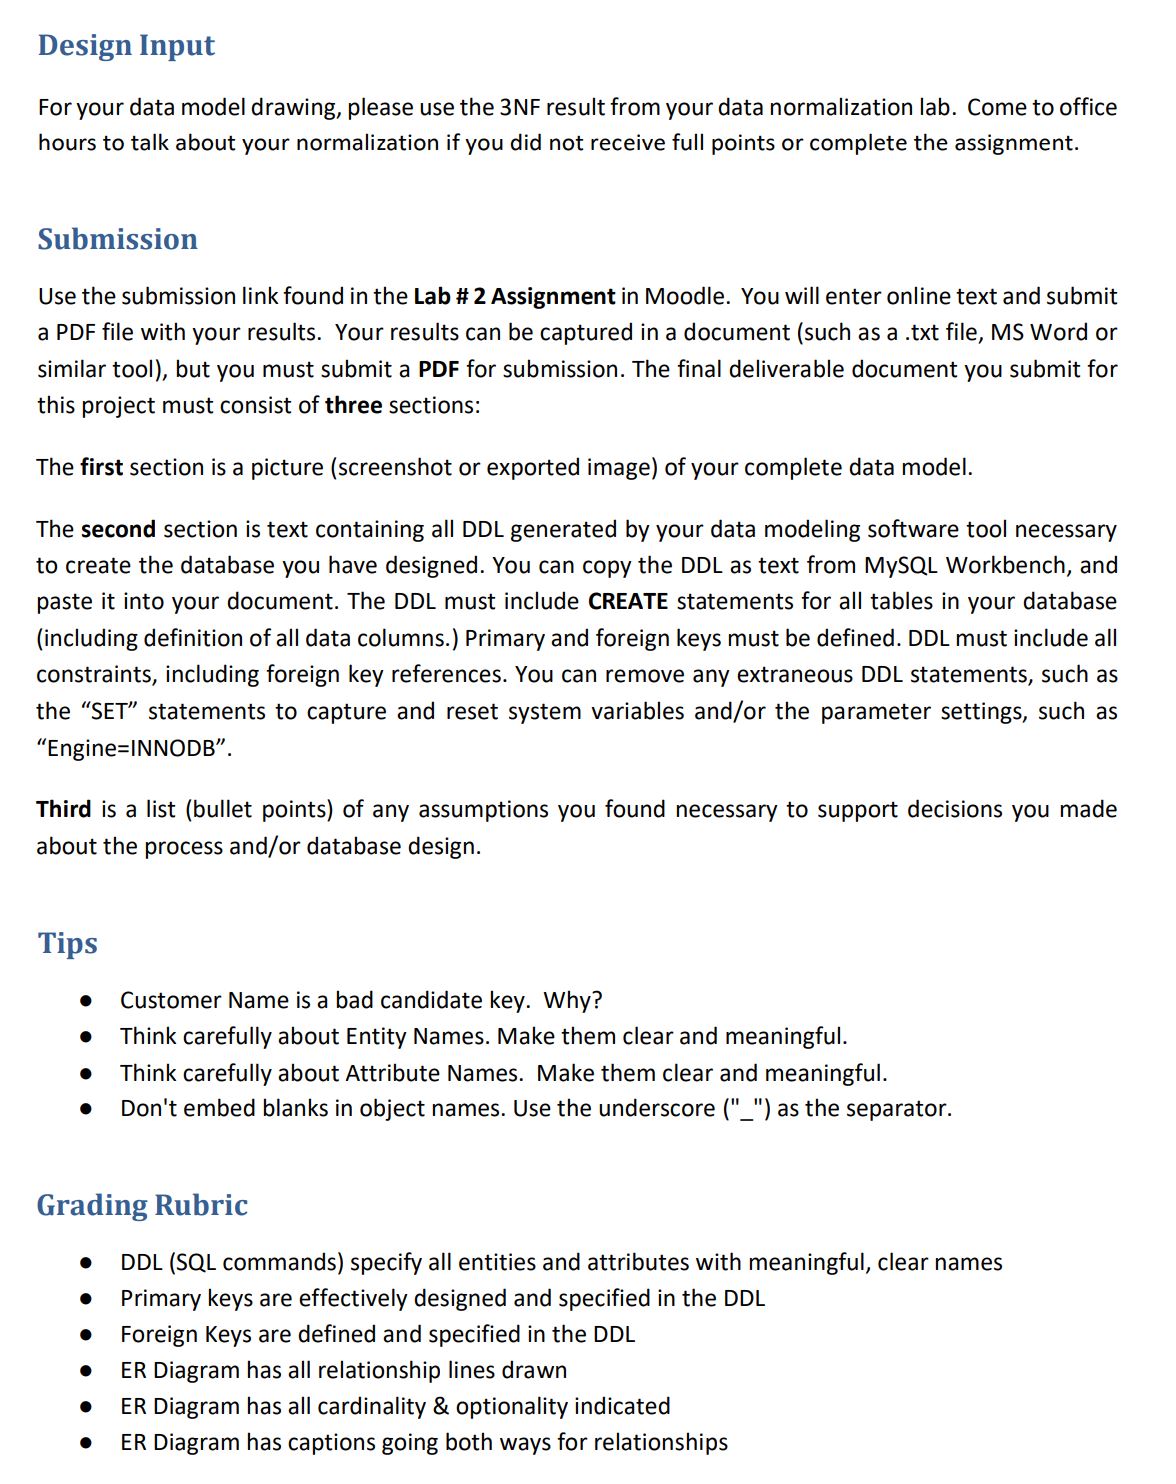 Design Input
For your data model drawing, please use the 3NF result from your data normalization lab.  Come to office
hours to talk about your normalization if you did not receive full points or complete the assignment.
Submission
Use the submission link found in the Lab # 2 Assignment in Moodle.  You will enter online text and submit
a PDF file with your results.  Your results can be captured in a document (such as a .txt file, MS Word or
similar tool), but you must submit a PDF for submission. The final deliverable document you submit for
this project must consist of three sections:
The first section is a picture (screenshot or exported image) of your complete data model.
The second section is text containing all DDL generated by your data modeling software tool necessary
to create the database you have designed. You can copy the DDL as text from MySQL Workbench, and
paste it into your document. The DDL must include CREATE statements for all tables in your database
(including definition of all data columns.) Primary and foreign keys must be defined. DDL must include all
constraints, including foreign key references. You can remove any extraneous DDL statements, such as
the “SET” statements to capture and reset system variables and/or the parameter settings, such as
“Engine=INNODB”.
Third is a list (bullet points) of any assumptions you found necessary to support decisions you made
about the process and/or database design.
Tips
● Customer Name is a bad candidate key.  Why?
● Think carefully about Entity Names. Make them clear and meaningful.
● Think carefully about Attribute Names.  Make them clear and meaningful.
● Don't embed blanks in object names. Use the underscore ("_") as the separator.
Grading Rubric
● DDL (SQL commands) specify all entities and attributes with meaningful, clear names
● Primary keys are effectively designed and specified in the DDL
● Foreign Keys are defined and specified in the DDL
● ER Diagram has all relationship lines drawn
● ER Diagram has all cardinality & optionality indicated
● ER Diagram has captions going both ways for relationships